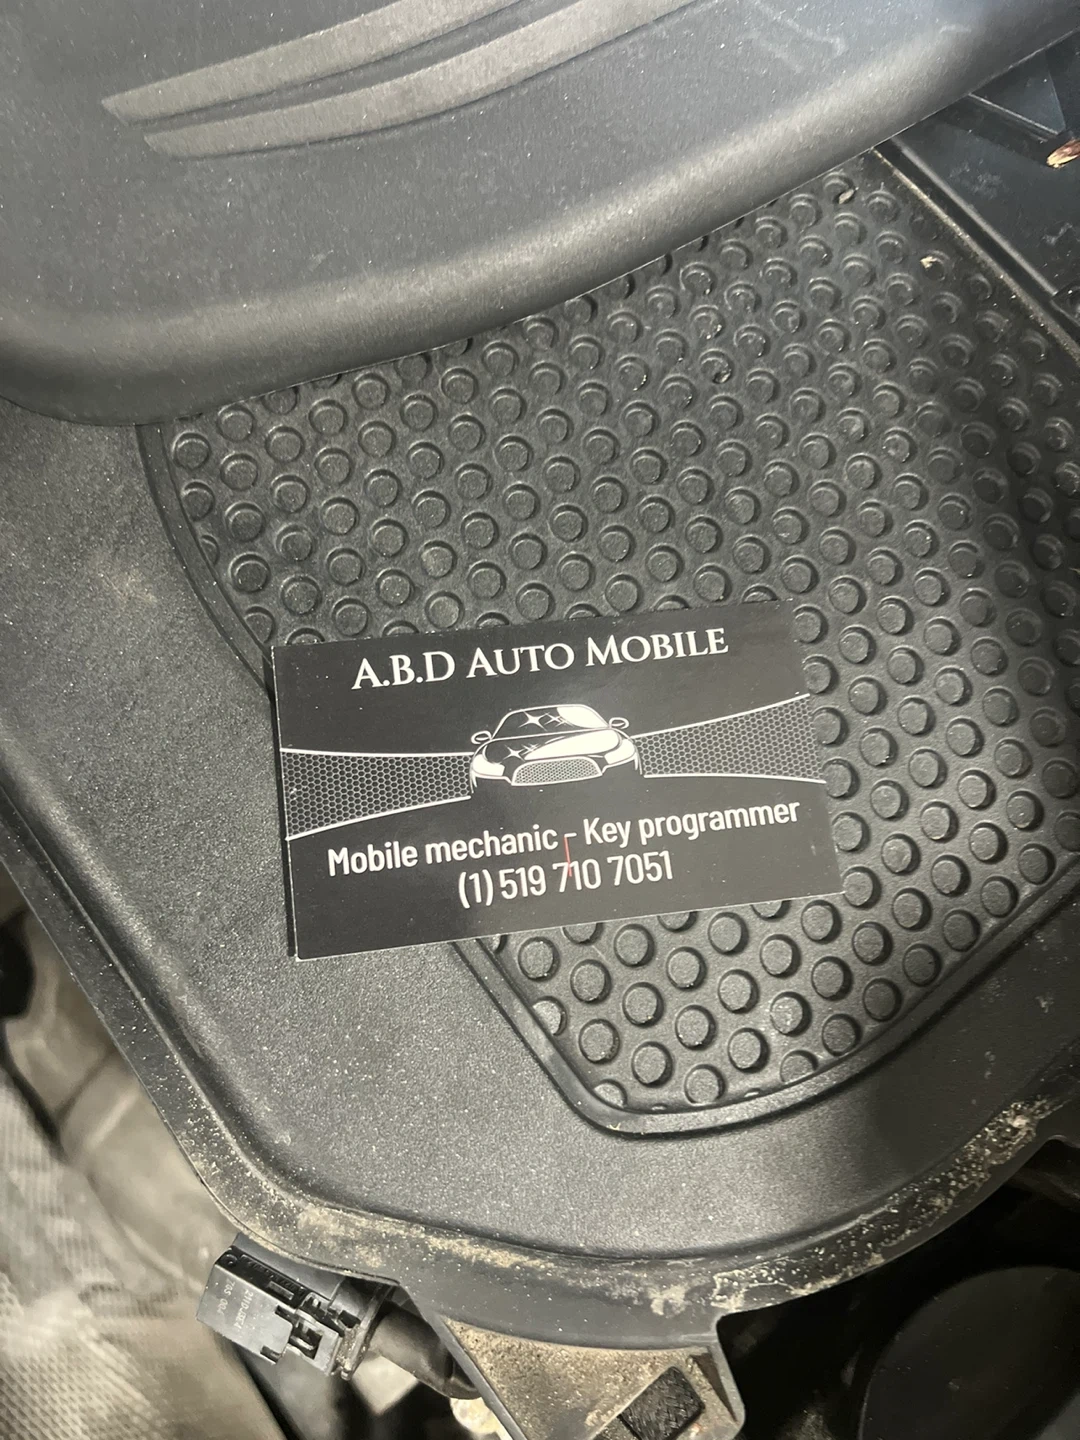 A.B.D AUTO MOBILE
Mobile mechanic - Key programmer
(1) 519 710 7051